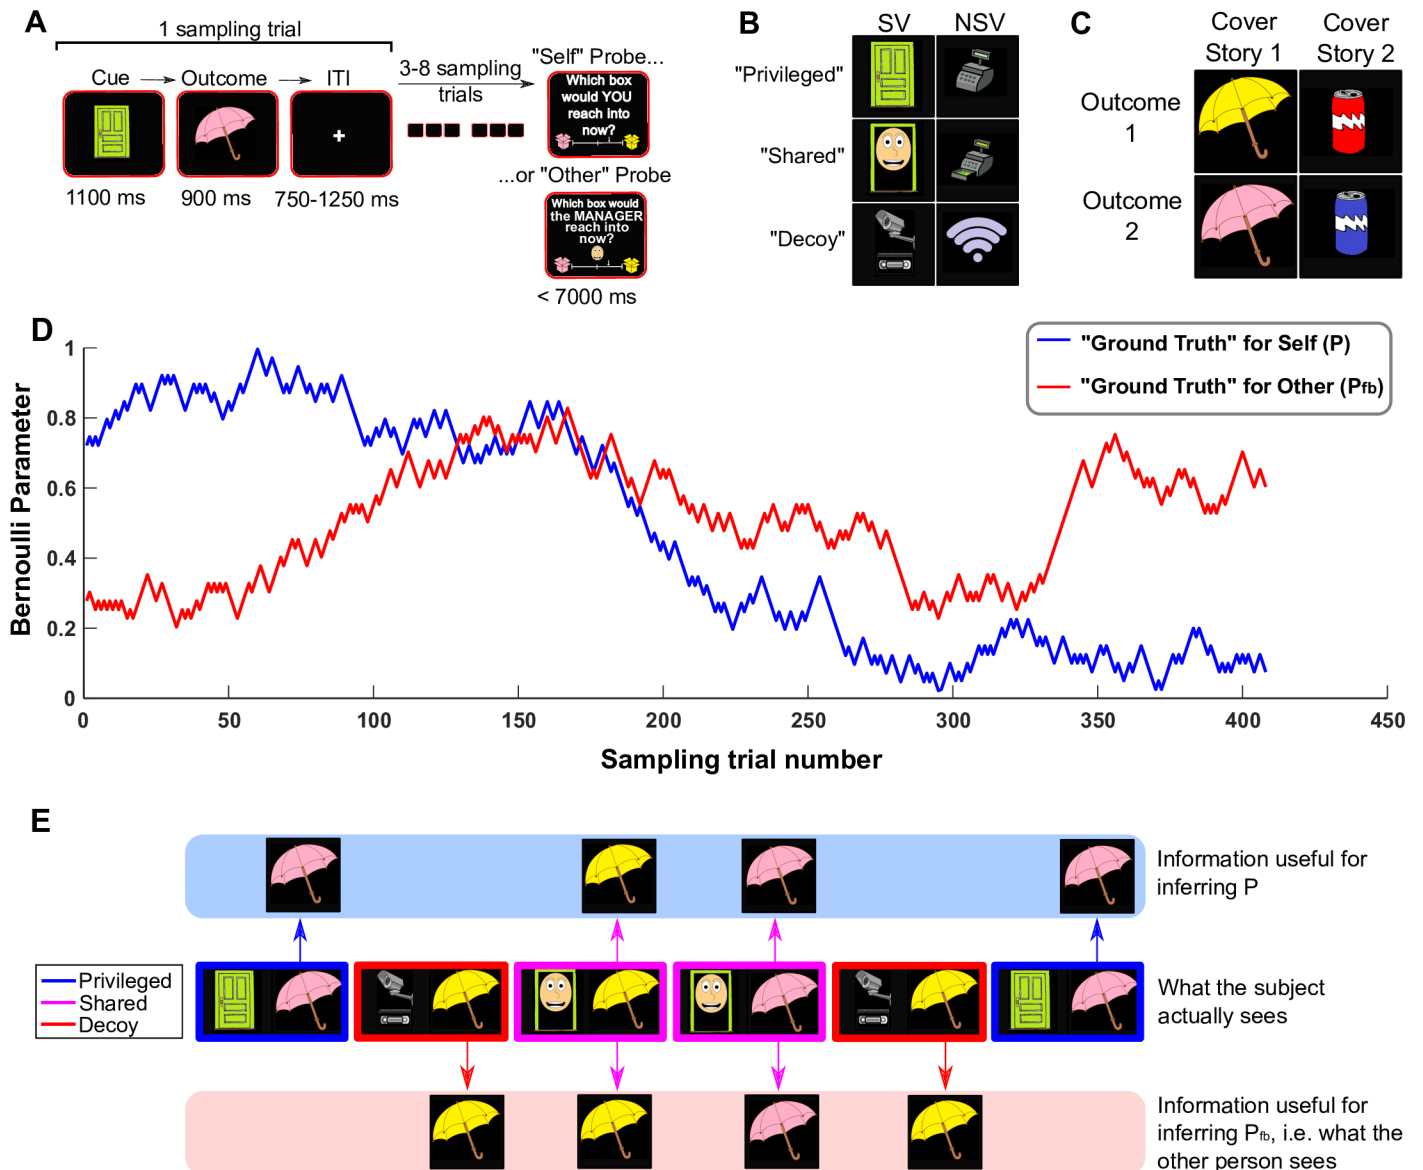 A
1 sampling trial
Cue
Outcome
ITI
1100 ms
900 ms
750-1250 ms
3-8 sampling
trials
"Self" Probe...
Which box
would YOU
reach into
now?
...or "Other" Probe
Which box would
the MANAGER
reach into
now?
< 7000 ms
B
SV
NSV
"Privileged"
"Shared"
"Decoy"
C
Cover
Story 1
Cover
Story 2
Outcome
1
Outcome
2
D
"Ground Truth" for Self (P)
"Ground Truth" for Other (Pfb)
Bernoulli Parameter
1
0.8
0.6
0.4
0.2
0
0
50
100
150
200
250
300
350
400
450
Sampling trial number
E
Information useful for
inferring P
Privileged
Shared
Decoy
What the subject
actually sees
Information useful for
inferring Pfb, i.e. what the
other person sees